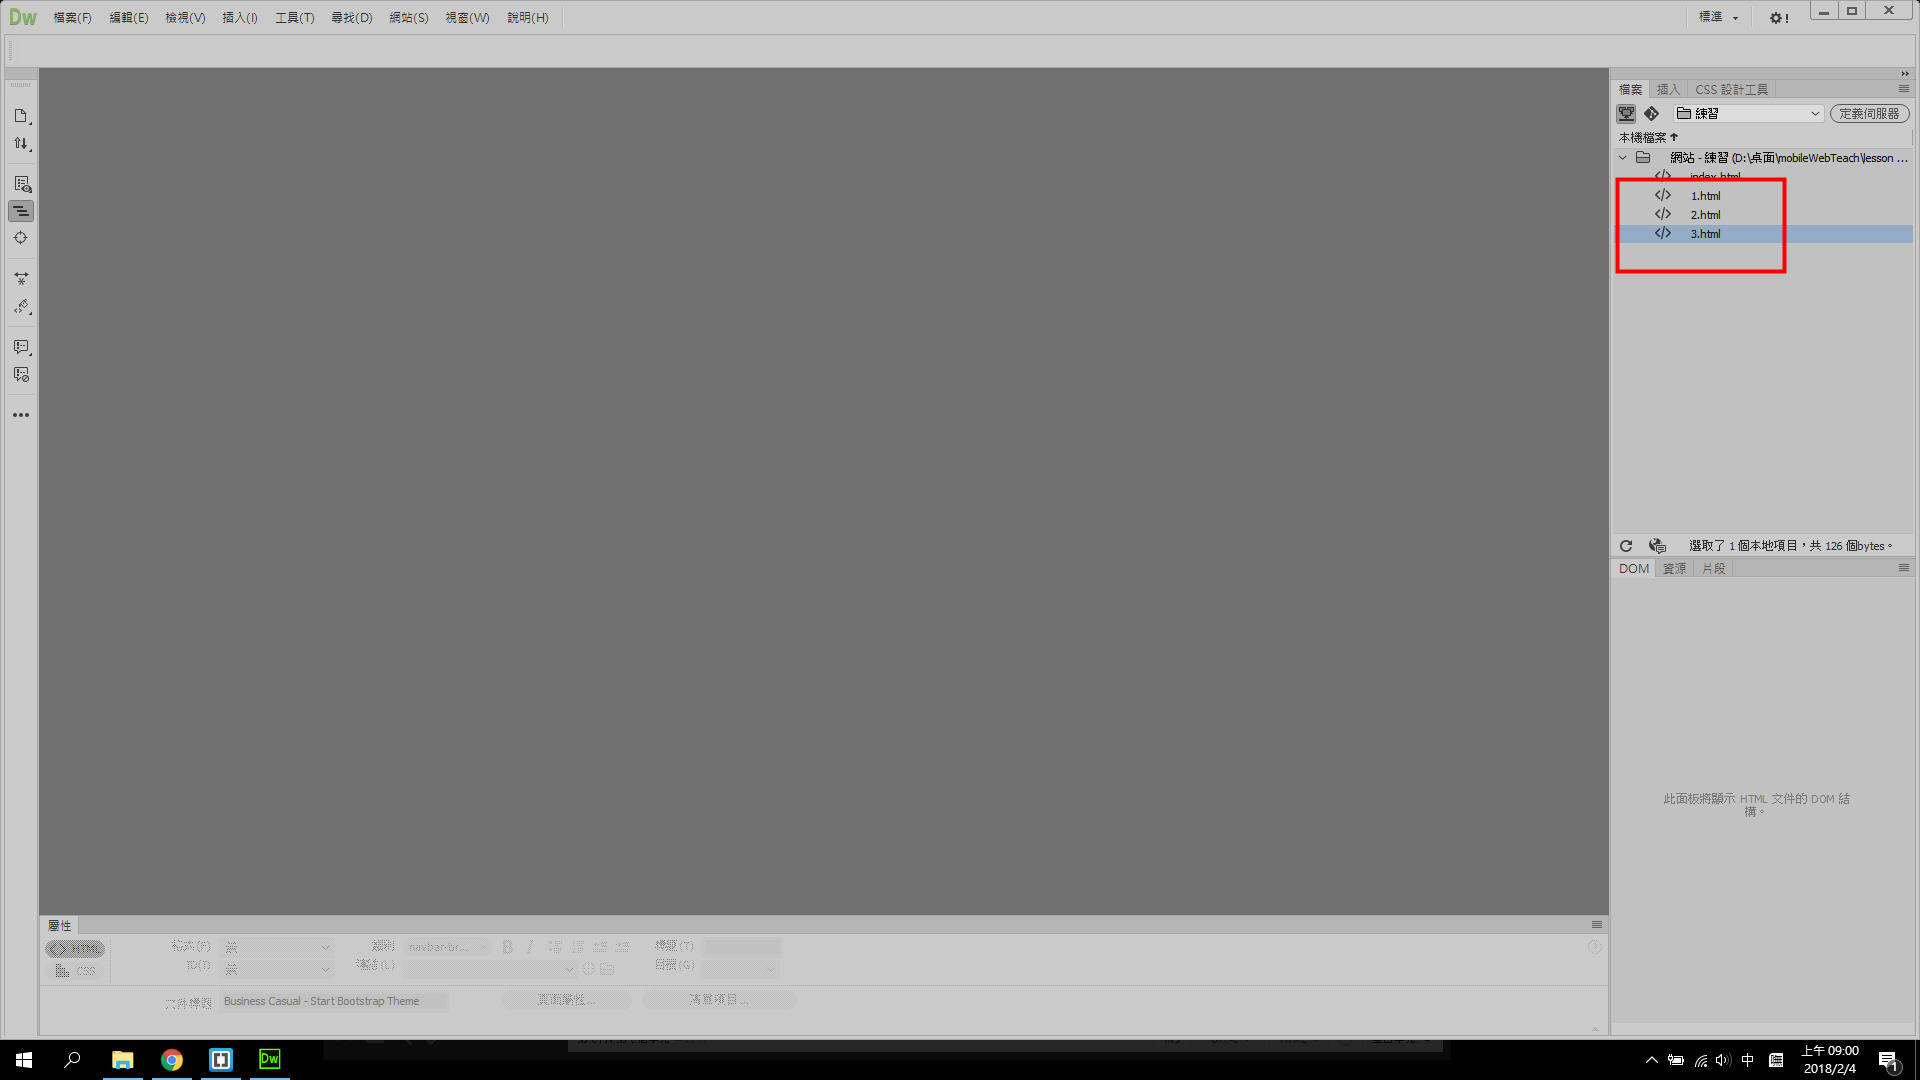 Dw 檔案(F) 編輯(E) 檢視(V) 插入(I) 工具(T) 尋找(D) 網站(S) 視窗(W) 說明(H) 標準
檔案 插入 CSS 設計工具
練習 定義伺服器
本機檔案
網站 - 練習 (D:\桌面\mobileWebTeach\lesson ...
index.html
1.html
2.html
3.html
選取了 1 個本地項目，共 126 個bytes。
DOM 資源 片段
此面板將顯示 HTML 文件的 DOM 結
構。
屬性
HTML 格式(F) 無 類別 navbar-br... B I 標題(T)
CSS ID(I) 無 連結(L) 目標(G)
文件標題 Business Casual - Start Bootstrap Theme 頁面屬性... 清單項目...
Dw 中 上午 09:00
2018/2/4 1